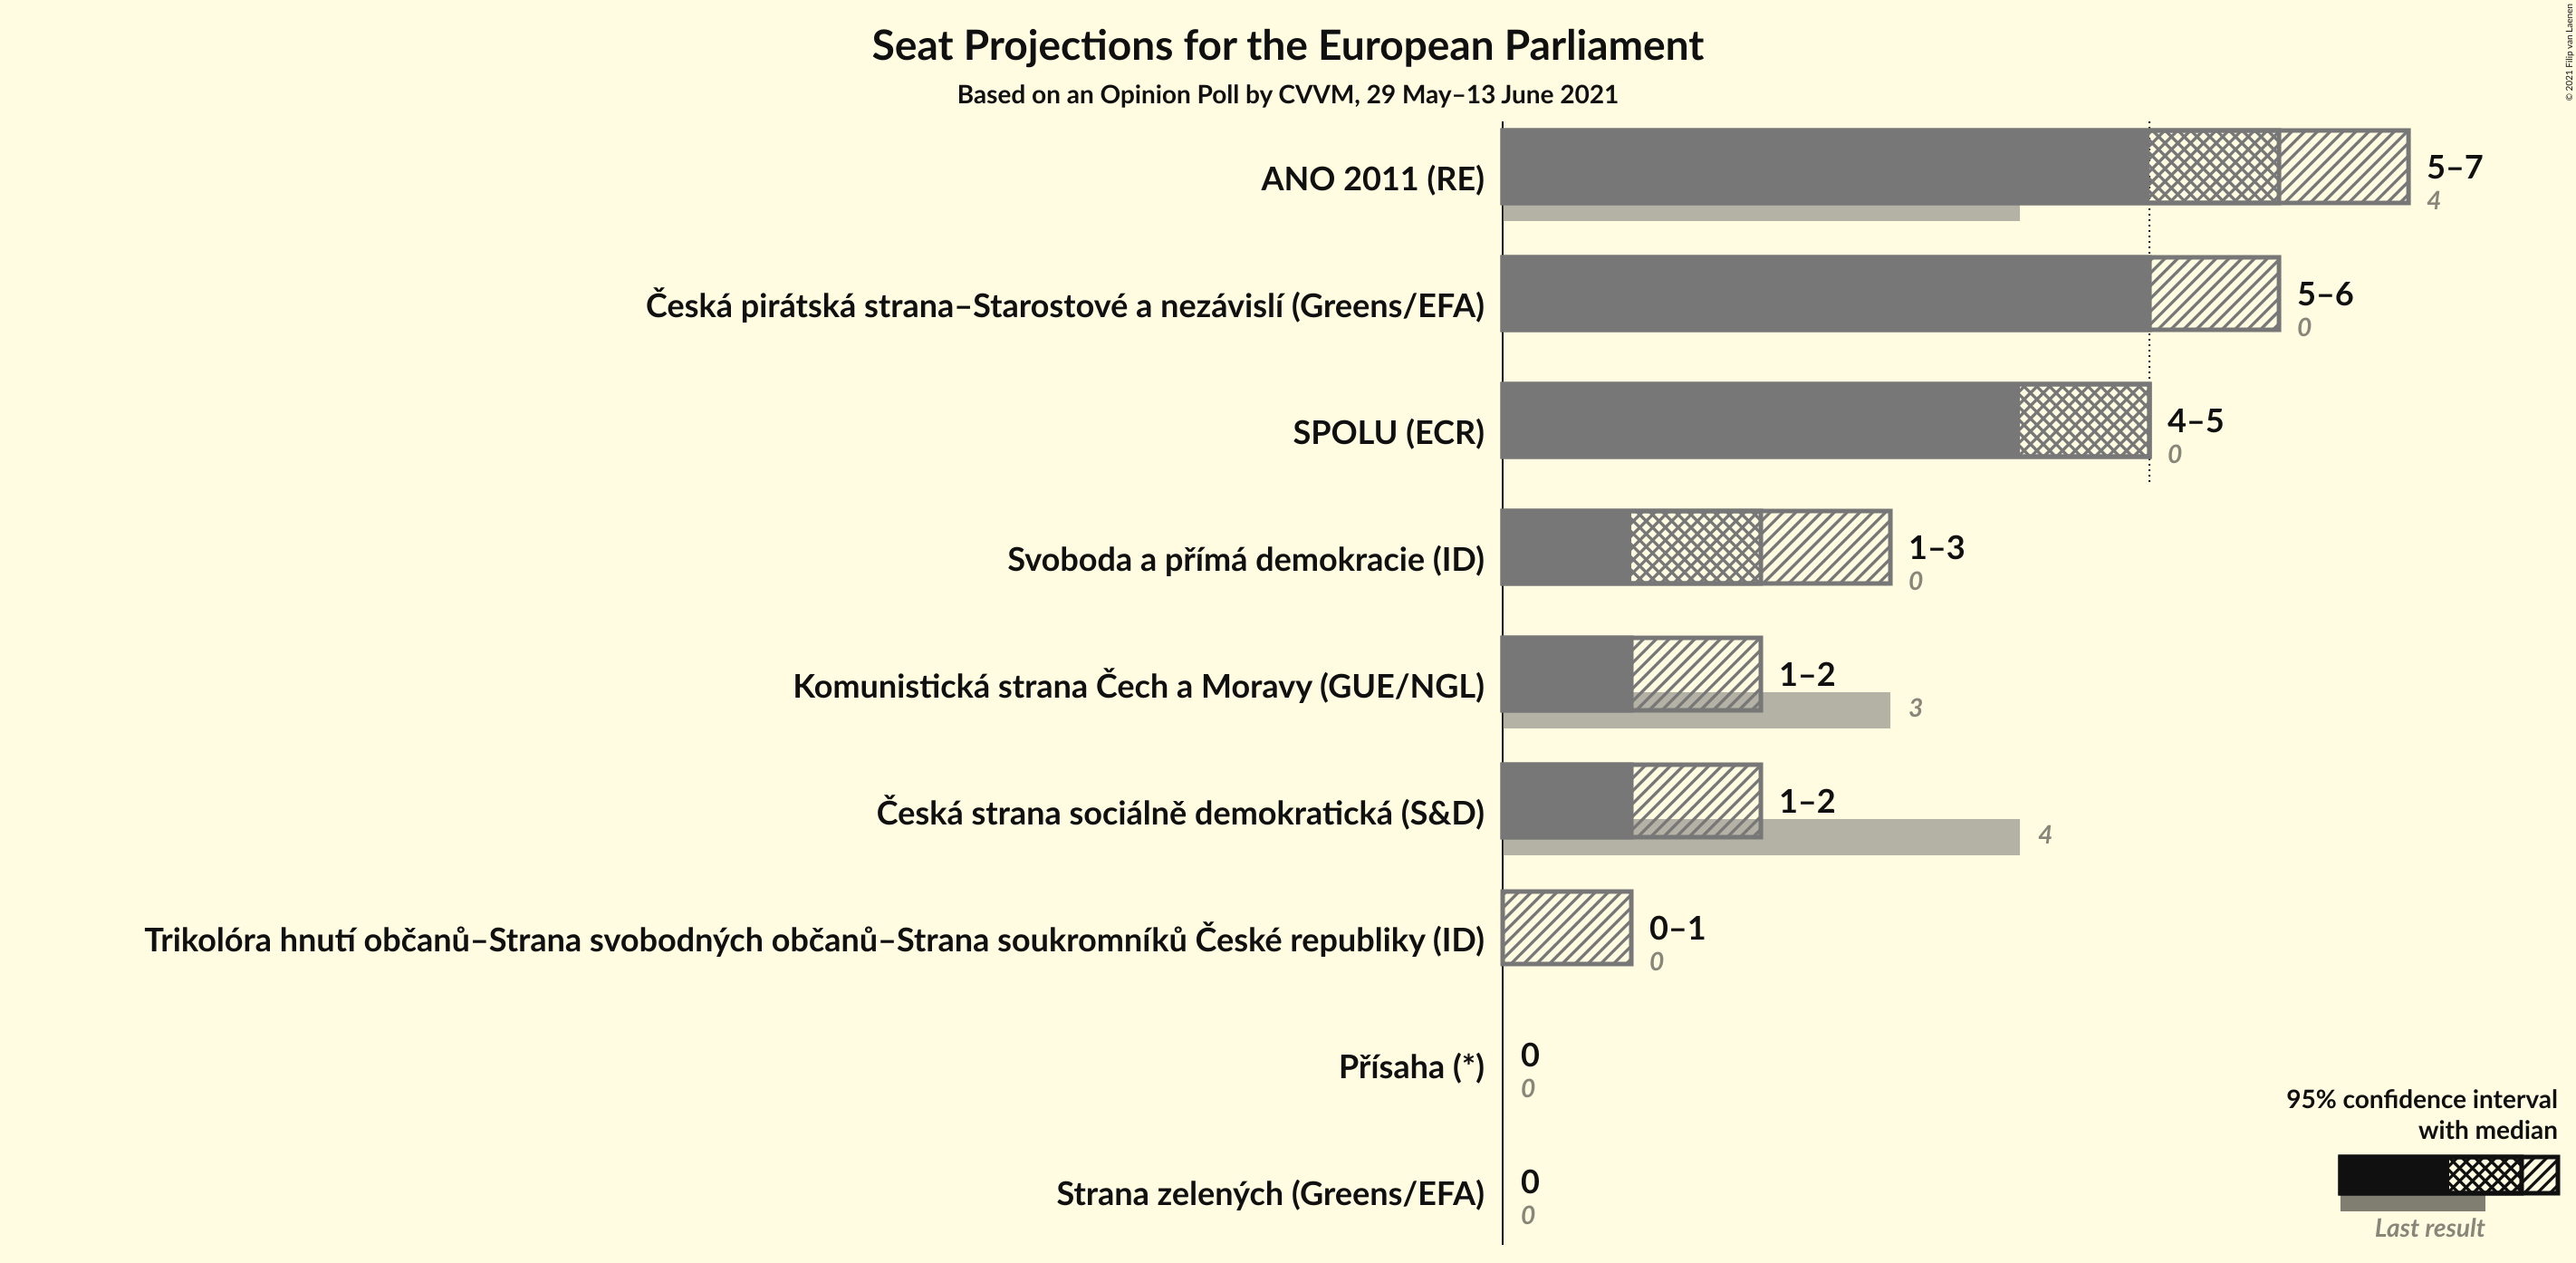 Seat Projections for the European Parliament
Based on an Opinion Poll by CVVM, 29 May–13 June 2021
© 2021 Filip van Laenen
ANO 2011 (RE)
5–7
4
Česká pirátská strana–Starostové a nezávislí (Greens/EFA)
5–6
0
SPOLU (ECR)
4–5
0
Svoboda a přímá demokracie (ID)
1–3
0
Komunistická strana Čech a Moravy (GUE/NGL)
1–2
3
Česká strana sociálně demokratická (S&D)
1–2
4
Trikolóra hnutí občanů–Strana svobodných občanů–Strana soukromníků České republiky (ID)
0–1
0
Přísaha (*)
0
0
Strana zelených (Greens/EFA)
0
0
95% confidence interval
with median
Last result